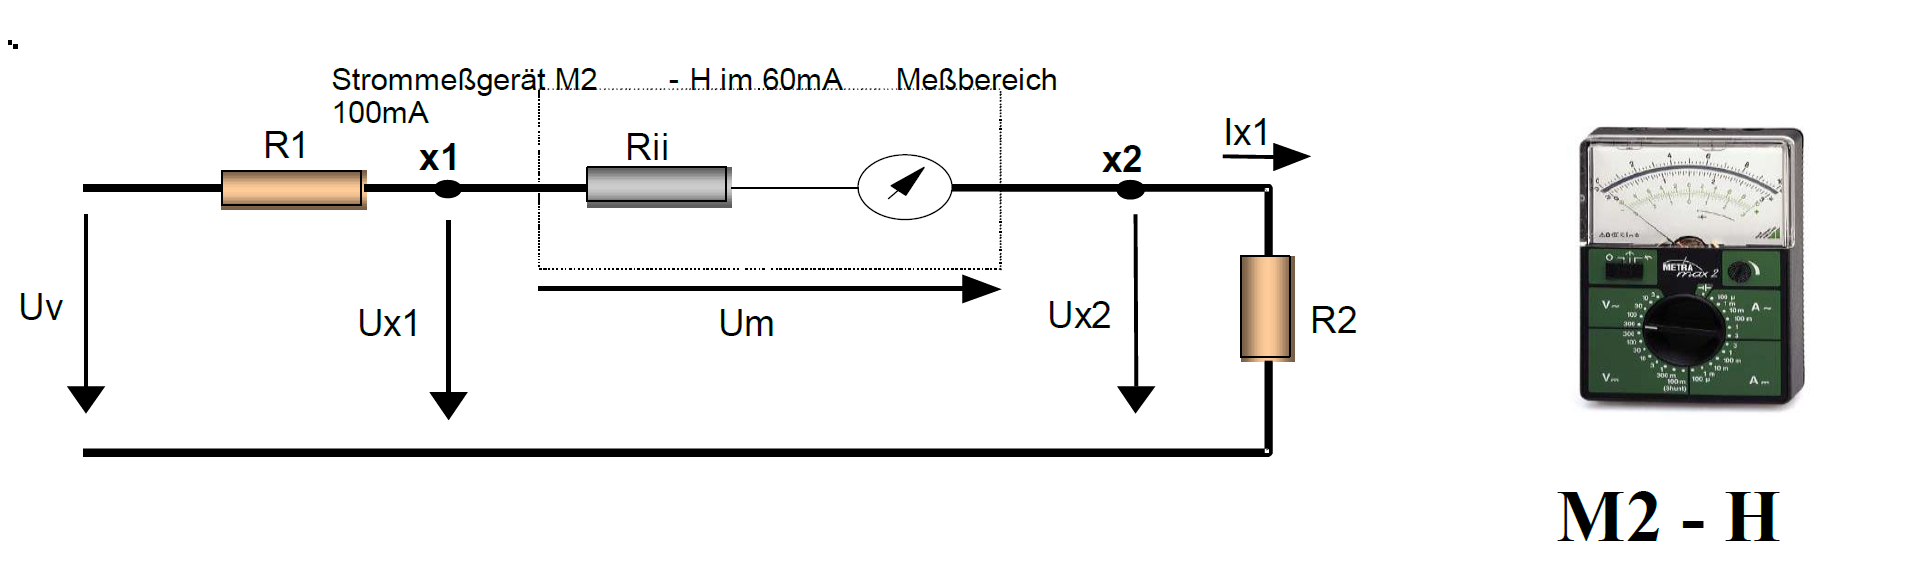 Strommeßgerät M2 - H im 60mA Meßbereich
100mA
R1
x1
Rii
x2
Ix1
Uv
Ux1
Um
Ux2
R2
METRA
max 2
V~
A~
V
A
M2 - H